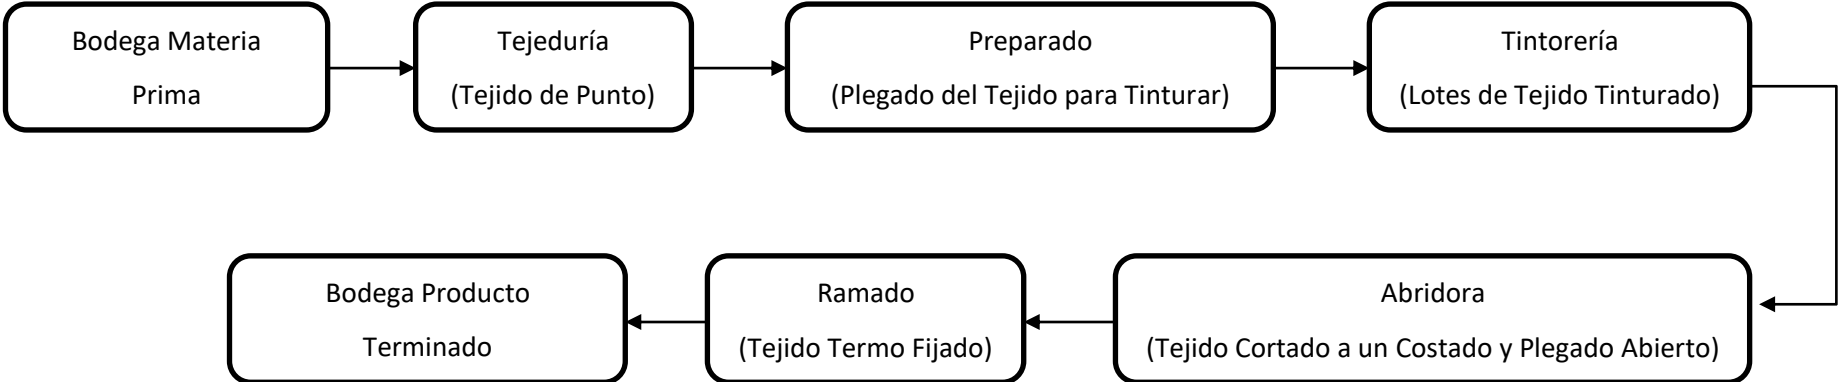 Bodega Materia
Prima
Tejeduría
(Tejido de Punto)
Preparado
(Plegado del Tejido para Tinturar)
Tintorería
(Lotes de Tejido Tinturado)
Abridora
(Tejido Cortado a un Costado y Plegado Abierto)
Ramado
(Tejido Termo Fijado)
Bodega Producto
Terminado